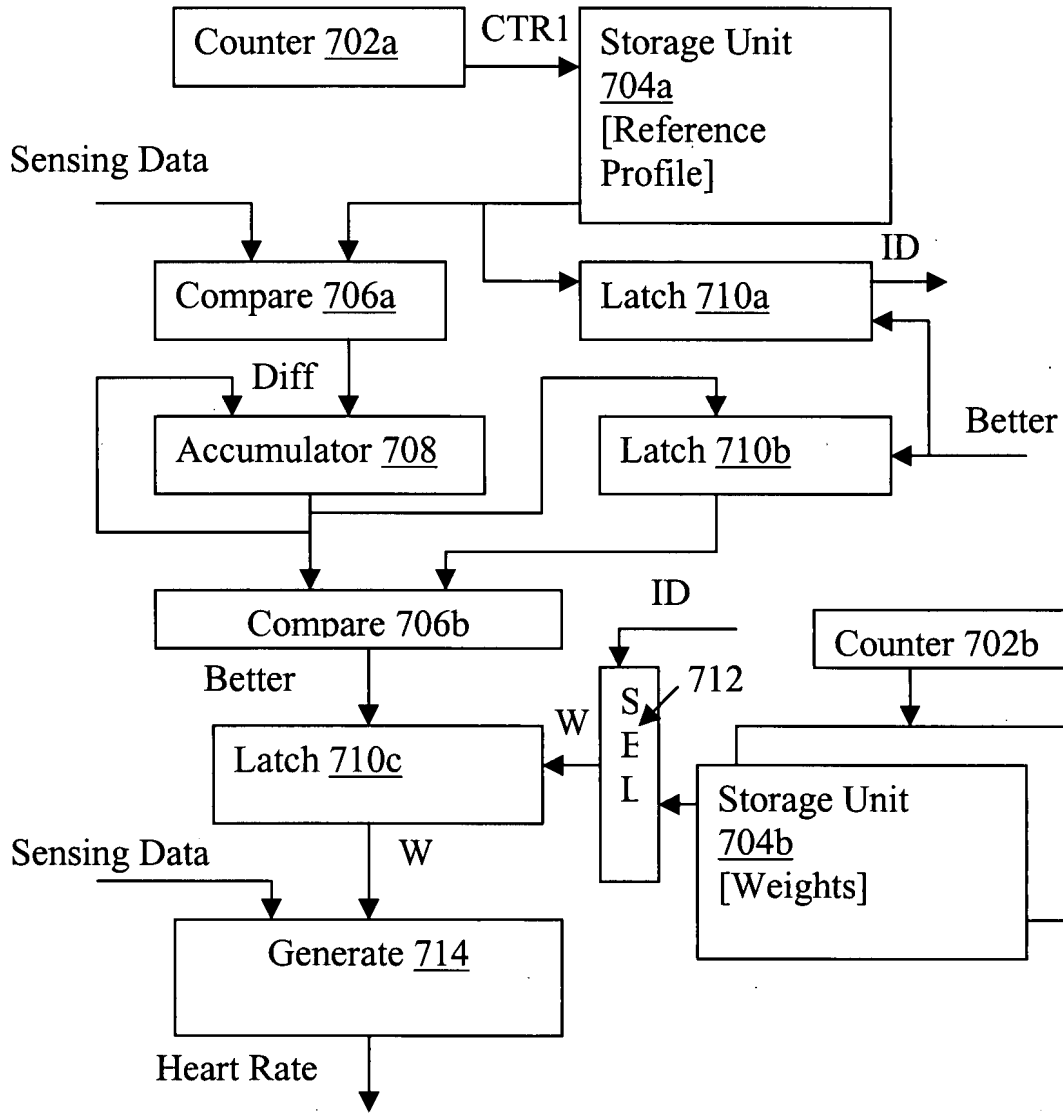 Counter 702a
CTR1
Storage Unit
704a
[Reference
Profile]
Sensing Data
ID
Compare 706a
Latch 710a
Diff
Better
Accumulator 708
Latch 710b
ID
Compare 706b
Counter 702b
Better
712
S
E
L
W
Latch 710c
Storage Unit
704b
[Weights]
W
Sensing Data
Generate 714
Heart Rate